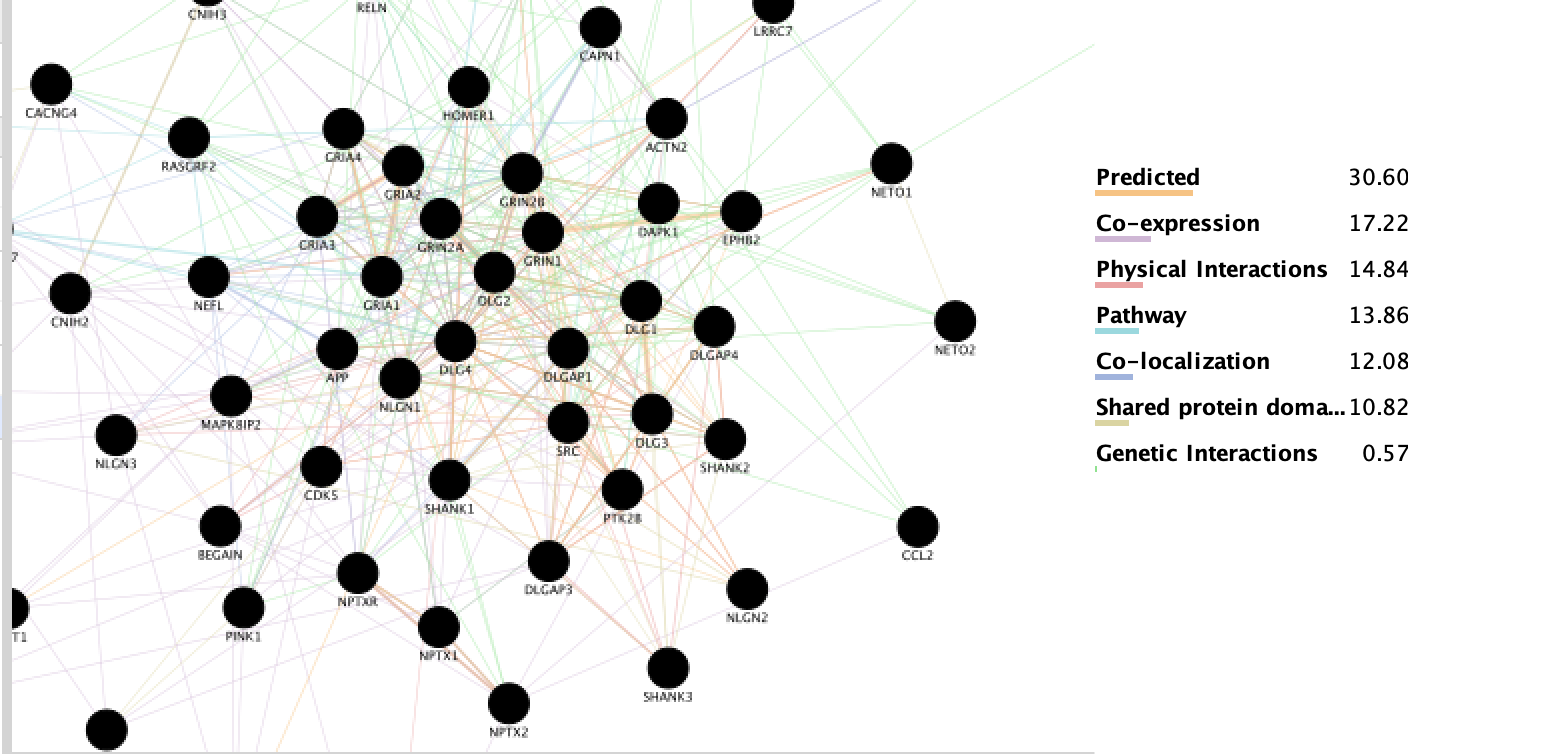 CNIH3
RELN
LRRC7
CAPN1
CACNG4
HOMER1
ACTN2
GRIA4
RASGRF2
GRIA2
NETO1
GRIN2B
GRIA3
GRIN2A
DAPK1
EPHB2
GRIN1
7
NEFL
GRIA1
DLG2
CNIH2
DLG1
NETO2
DLGAP4
APP
DLG4
DLGAP1
NLGN1
MAPK8IP2
DLG3
SRC
NLGN3
SHANK2
CDK5
SHANK1
PTK2B
BEGAIN
CCL2
DLGAP3
NPTXR
NLGN2
T1
PINK1
NPTX1
SHANK3
NPTX2
Predicted 30.60
Co-expression 17.22
Physical Interactions 14.84
Pathway 13.86
Co-localization 12.08
Shared protein doma... 10.82
Genetic Interactions 0.57